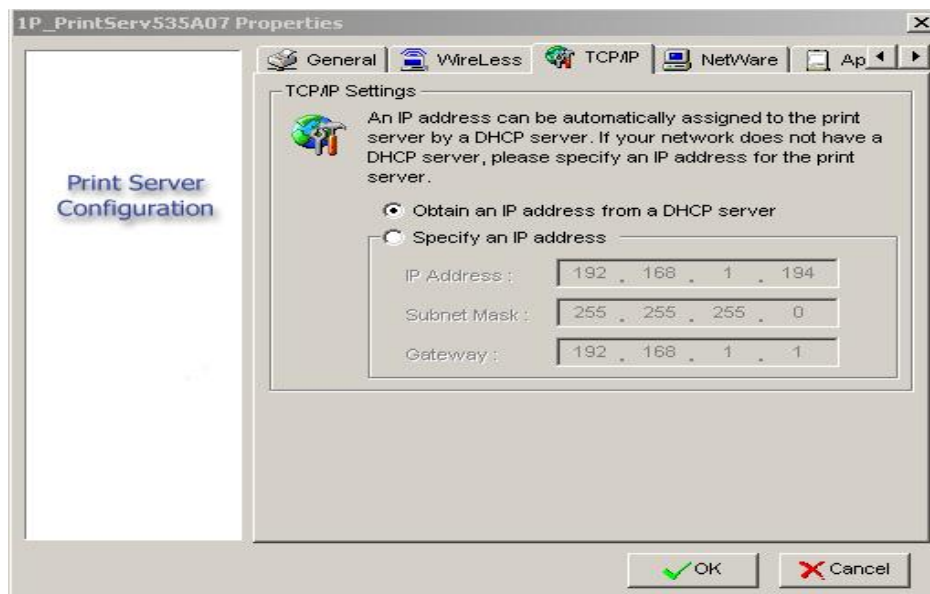 1P_PrintServ535A07 Properties
General
WireLess
TCP/IP
NetWare
Ap
Print Server
Configuration
TCP/IP Settings
An IP address can be automatically assigned to the print
server by a DHCP server. If your network does not have a
DHCP server, please specify an IP address for the print
server.
Obtain an IP address from a DHCP server
Specify an IP address
IP Address : 192 . 168 . 1 . 194
Subnet Mask : 255 . 255 . 255 . 0
Gateway : 192 . 168 . 1 . 1
OK
Cancel